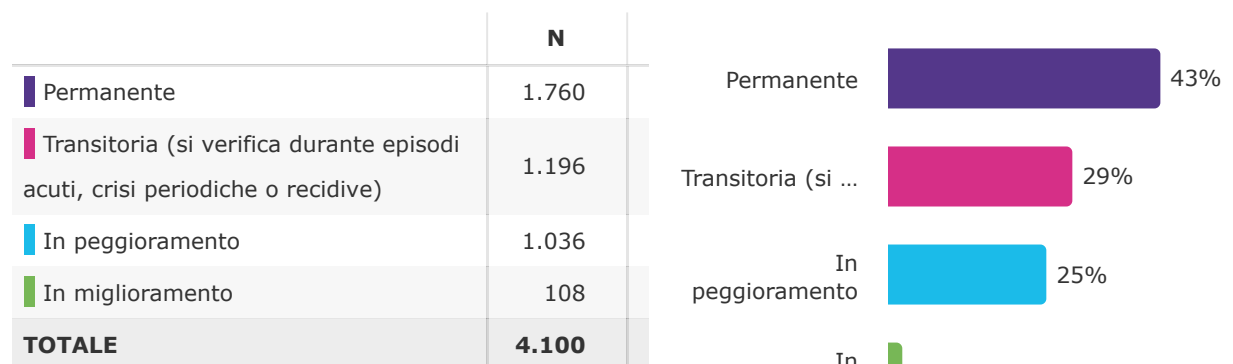 N
Permanente 1.760
Transitoria (si verifica durante episodi
acuti, crisi periodiche o recidive) 1.196
In peggioramento 1.036
In miglioramento 108
TOTALE 4.100
Permanente 43%
Transitoria (si ... 29%
In
peggioramento 25%
In